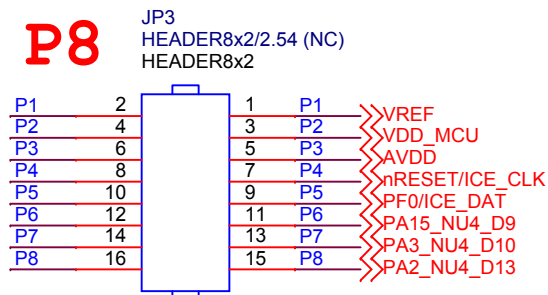 P8
JP3
HEADER8x2/2.54 (NC)
HEADER8x2
P1 2 1 P1 VREF
P2 4 3 P2 VDD_MCU
P3 6 5 P3 AVDD
P4 8 7 P4 nRESET/ICE_CLK
P5 10 9 P5 PF0/ICE_DAT
P6 12 11 P6 PA15_NU4_D9
P7 14 13 P7 PA3_NU4_D10
P8 16 15 P8 PA2_NU4_D13